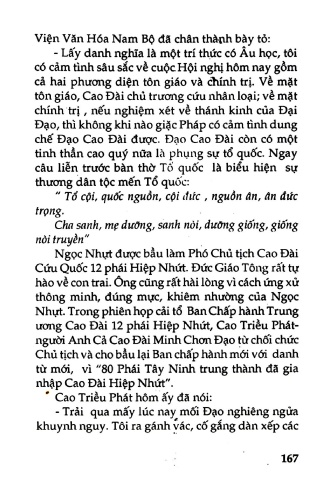 Viện Văn Hóa Nam Bộ đã chân thành bày tỏ:
- Lấy danh nghĩa là một trí thức có Âu học, tôi
có cảm tình sâu sắc về cuộc Hội nghị hôm nay gồm
cả hai phương diện tôn giáo và chính trị. Về mặt
tôn giáo, Cao Đài chủ trương cứu nhân loại; về mặt
chính trị , nếu nghiệm xét về thánh kinh của Đại
Đạo, thì không khi nào giặc Pháp có cảm tình dung
chế Đạo Cao Đài được. Đạo Cao Đài còn có một
tinh thần cao quý nữa là phụng sự tổ quốc. Ngay
câu liễn trước bàn thờ Tổ quốc là biểu hiện sự
thương dân tộc mến Tổ quốc:
" Tổ cội, quốc nguồn, cội đức , nguồn ân, ân đức
trọng.
Cha sanh, mẹ dưỡng, sanh nòi, dưỡng giống, giống
nòi truyền"
Ngọc Nhựt được bầu làm Phó Chủ tịch Cao Đài
Cứu Quốc 12 phái Hiệp Nhứt. Đức Giáo Tông rất tự
hào về con trai. Ông cũng rất hài lòng vì cách ứng xử
thông minh, đúng mực, khiêm nhường của Ngọc
Nhựt. Trong phiên họp cải tổ Ban Chấp hành Trung
ương Cao Đài 12 phái Hiệp Nhứt, Cao Triều Phát-
người Anh Cả Cao Đài Minh Chơn Đạo từ chối chức
Chủ tịch và cho bầu lại Ban chấp hành mới với danh
từ mới, vì "80 Phái Tây Ninh trung thành đã gia
nhập Cao Đài Hiệp Nhứt".
Cao Triều Phát hôm ấy đã nói:
- Trải qua mấy lúc nay mối Đạo nghiêng ngửa
khuynh nguy. Tôi ra gánh vác, cố gắng dàn xếp các
167